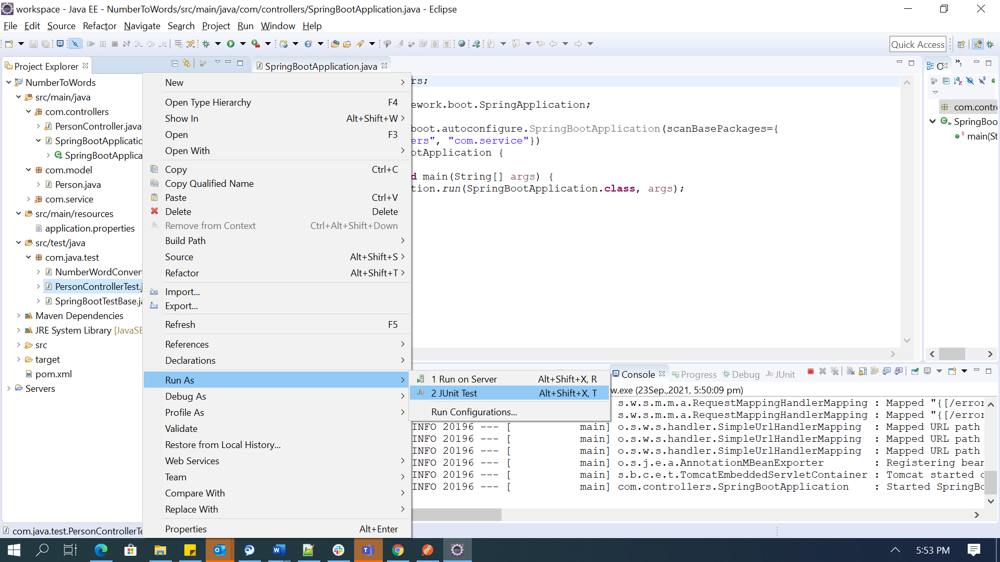 workspace - Java EE - NumberToWords/src/main/java/com/controllers/SpringBootApplication.java - Eclipse
File Edit Source Refactor Navigate Search Project Run Window Help
Quick Access
Project Explorer
NumberToWords
src/main/java
com.controllers
PersonController.java
SpringBootApplicatio
SpringBootApplica
com.model
Person.java
com.service
src/main/resources
application.properties
src/test/java
com.java.test
NumberWordConvert
PersonControllerTest.j
SpringBootTestBase.ja
Maven Dependencies
JRE System Library [JavaSE
src
target
pom.xml
Servers
com.java.test.PersonControllerTe
New
Open Type Hierarchy F4
Show In Alt+Shift+W
Open F3
Open With
Copy Ctrl+C
Copy Qualified Name
Paste Ctrl+V
Delete Delete
Remove from Context Ctrl+Alt+Shift+Down
Build Path
Source Alt+Shift+S
Refactor Alt+Shift+T
Import...
Export...
Refresh F5
References
Declarations
Run As
Debug As
Profile As
Validate
Restore from Local History...
Web Services
Team
Compare With
Replace With
Properties Alt+Enter
1 Run on Server Alt+Shift+X, R
2 JUnit Test Alt+Shift+X, T
Run Configurations...
SpringBootApplication.java
rs;
ework.boot.SpringApplication;
boot.autoconfigure.SpringBootApplication(scanBasePackages={
ers", "com.service"})
otApplication {
d main(String[] args) {
tion.run(SpringBootApplication.class, args);
com.contro
SpringBoo
main(St
Console Progress Debug JUnit
w.exe (23Sep.,2021, 5:50:09 pm)
s.w.s.m.m.a.RequestMappingHandlerMapping : Mapped "{[/error
s.w.s.m.m.a.RequestMappingHandlerMapping : Mapped "{[/error
INFO 20196 --- [ main] o.s.w.s.handler.SimpleUrlHandlerMapping : Mapped URL path
INFO 20196 --- [ main] o.s.w.s.handler.SimpleUrlHandlerMapping : Mapped URL path
INFO 20196 --- [ main] o.s.w.s.handler.SimpleUrlHandlerMapping : Mapped URL path
INFO 20196 --- [ main] o.s.j.e.a.AnnotationMBeanExporter : Registering bean
INFO 20196 --- [ main] s.b.c.e.t.TomcatEmbeddedServletContainer : Tomcat started o
INFO 20196 --- [ main] com.controllers.SpringBootApplication : Started SpringBo
5:53 PM